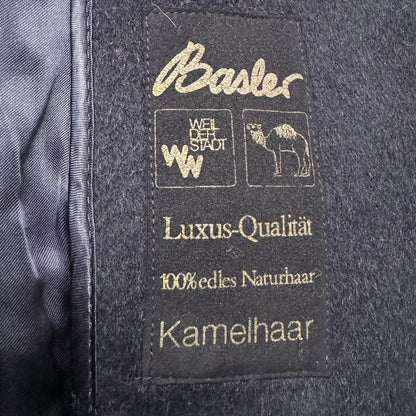 Basler
WEIL
DER
STADT
WW
Luxus-Qualität
100% edles Naturhaar
Kamelhaar